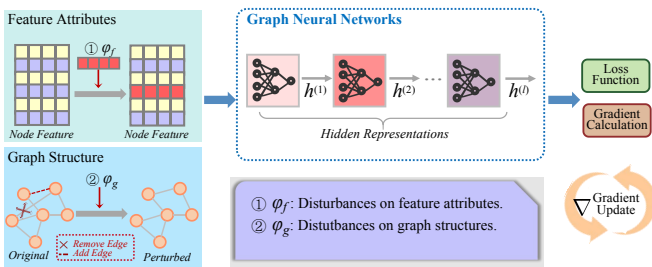 Feature Attributes
① φf
Node Feature
Node Feature
Graph Structure
② φg
Remove Edge
Add Edge
Original
Perturbed
Graph Neural Networks
h(1)
h(2)
...
h(l)
Hidden Representations
① φf: Disturbances on feature attributes.
② φg: Distutbances on graph structures.
Loss
Function
Gradient
Calculation
∇ Gradient
Update